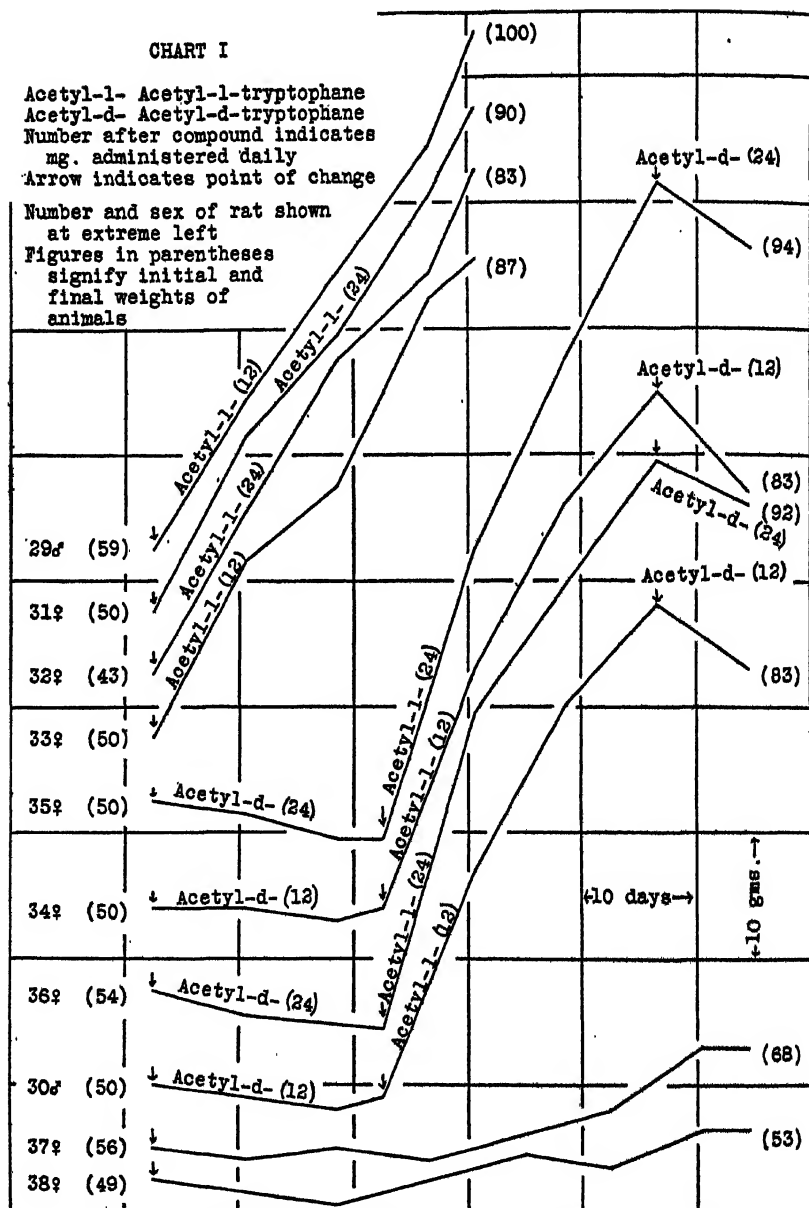 CHART I
Acetyl-l- Acetyl-l-tryptophane
Acetyl-d- Acetyl-d-tryptophane
Number after compound indicates
mg. administered daily
Arrow indicates point of change
Number and sex of rat shown
at extreme left
Figures in parentheses
signify initial and
final weights of
animals
(100)
(90)
(83)
(87)
Acetyl-d-(24)
(94)
Acetyl-d-(12)
(83)
(92)
Acetyl-d-(24)
Acetyl-d-(12)
(83)
29♂ (59) Acetyl-l-(12)
31♀ (50) Acetyl-l-(24)
32♀ (43) Acetyl-l-(24)
33♀ (50) Acetyl-l-(12)
35♀ (50) Acetyl-d-(24) Acetyl-l-(24)
34♀ (50) Acetyl-d-(12) Acetyl-l-(12)
36♀ (54) Acetyl-d-(24) Acetyl-l-(24)
30♂ (50) Acetyl-d-(12) Acetyl-l-(12)
10 days
10 gms.
37♀ (56) (68)
38♀ (49) (53)